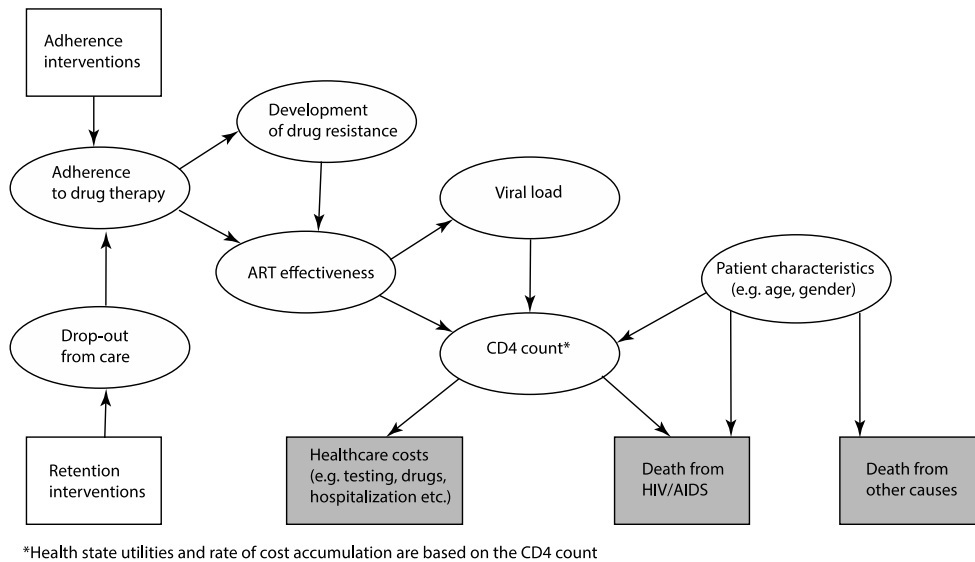 Adherence
interventions
Development
of drug resistance
Adherence
to drug therapy
Viral load
ART effectiveness
Patient characteristics
(e.g. age, gender)
Drop-out
from care
CD4 count*
Retention
interventions
Healthcare costs
(e.g. testing, drugs,
hospitalization etc.)
Death from
HIV/AIDS
Death from
other causes
*Health state utilities and rate of cost accumulation are based on the CD4 count